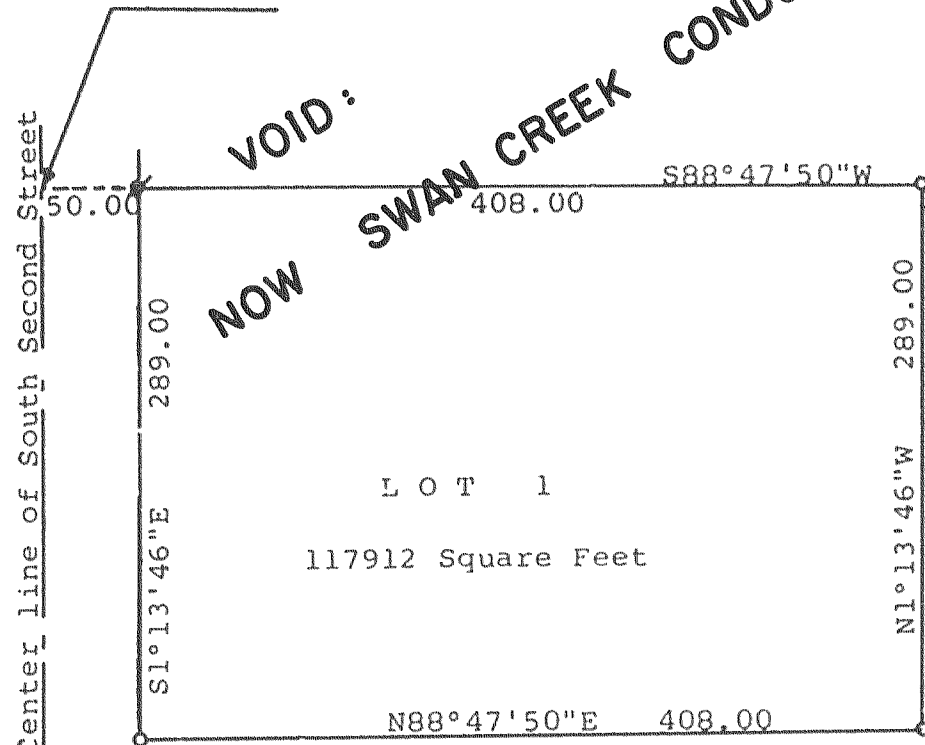 VOID:
NOW SWAN CREEK
S88°47'50"W
50.00
408.00
Center line of South Second Street
289.00
S1°13'46"E
289.00
N1°13'46"W
LOT 1
117912 Square Feet
N88°47'50"E 408.00